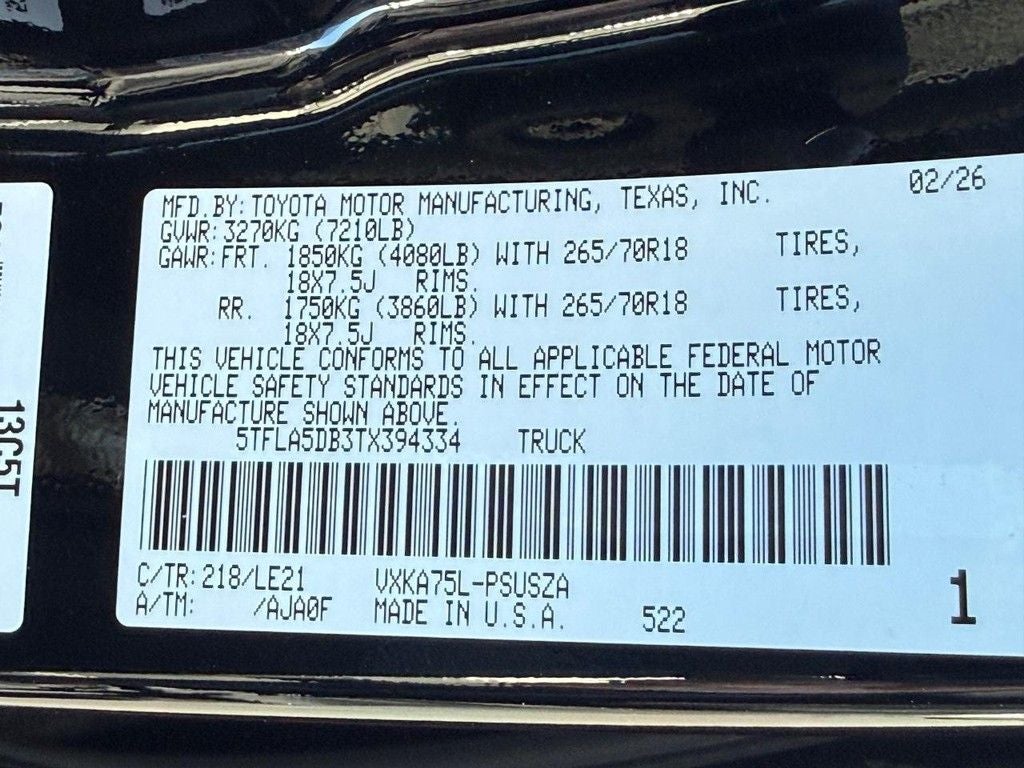 MFD.BY:TOYOTA MOTOR MANUFACTURING, TEXAS, INC. 02/26
GVWR:3270KG (7210LB)
GAWR:FRT. 1850KG (4080LB) WITH 265/70R18 TIRES,
18X7.5J RIMS.
RR. 1750KG (3860LB) WITH 265/70R18 TIRES,
18X7.5J RIMS.
THIS VEHICLE CONFORMS TO ALL APPLICABLE FEDERAL MOTOR
VEHICLE SAFETY STANDARDS IN EFFECT ON THE DATE OF
MANUFACTURE SHOWN ABOVE.
5TFLA5DB3TX394334 TRUCK
C/TR:218/LE21 VXKA75L-PSUSZA
A/TM: /AJA0F MADE IN U.S.A. 522
1